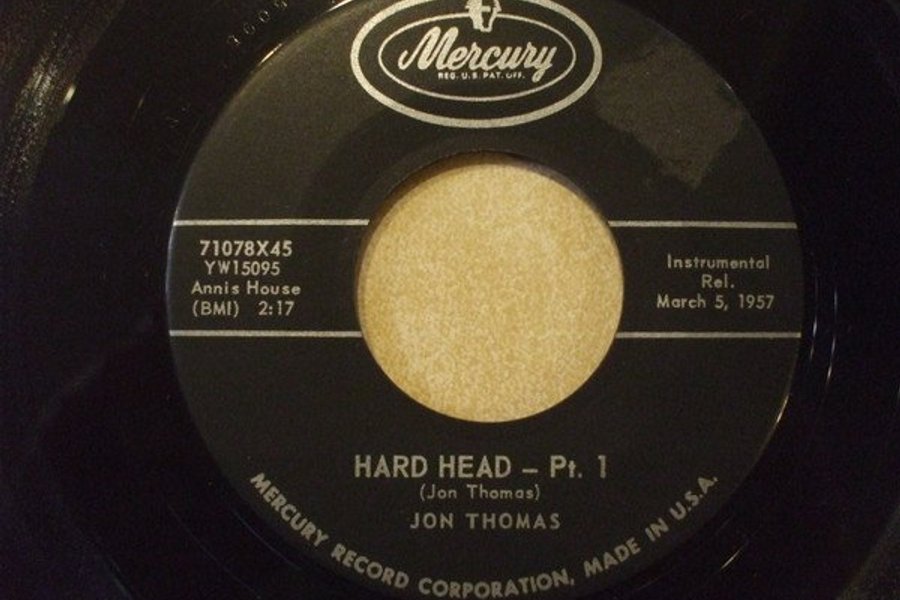 Mercury
REG. U.S. PAT. OFF.
71078X45
YW15095
Annis House
(BMI) 2:17
Instrumental
Rel.
March 5, 1957
HARD HEAD – Pt. 1
(Jon Thomas)
JON THOMAS
MERCURY RECORD CORPORATION, MADE IN U.S.A.